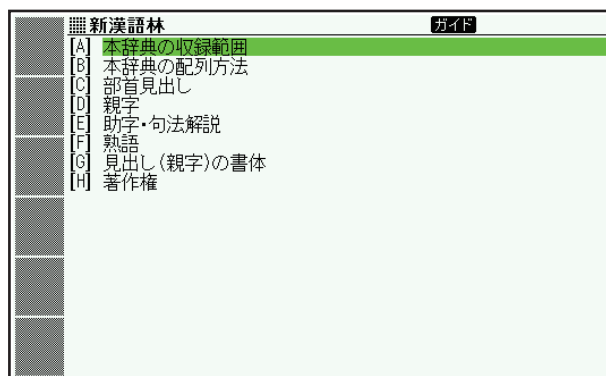 新漢語林 ガイド
[A] 本辞典の収録範囲
[B] 本辞典の配列方法
[C] 部首見出し
[D] 親字
[E] 助字・句法解説
[F] 熟語
[G] 見出し(親字)の書体
[H] 著作権